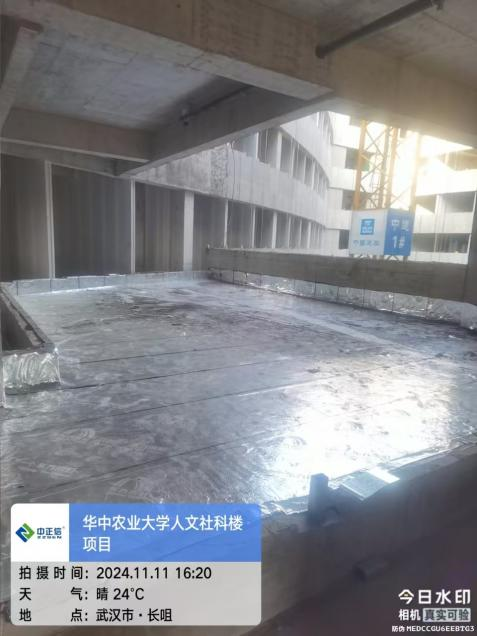 中建
1#
中正信
ZZXCN
华中农业大学人文社科楼
项目
拍摄时间：2024.11.11 16:20
天 气：晴 24℃
地 点：武汉市·长咀
今日水印
相机 真实可验
防伪 MEDCCGU6EEBTG3